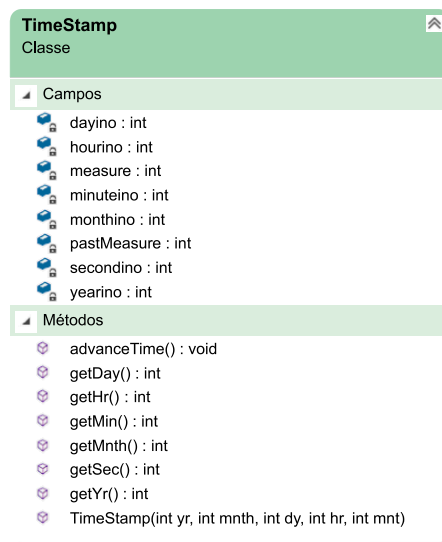 TimeStamp
Classe
Campos
dayino : int
hourino : int
measure : int
minuteino : int
monthino : int
pastMeasure : int
secondino : int
yearino : int
Métodos
advanceTime() : void
getDay() : int
getHr() : int
getMin() : int
getMnth() : int
getSec() : int
getYr() : int
TimeStamp(int yr, int mnth, int dy, int hr, int mnt)